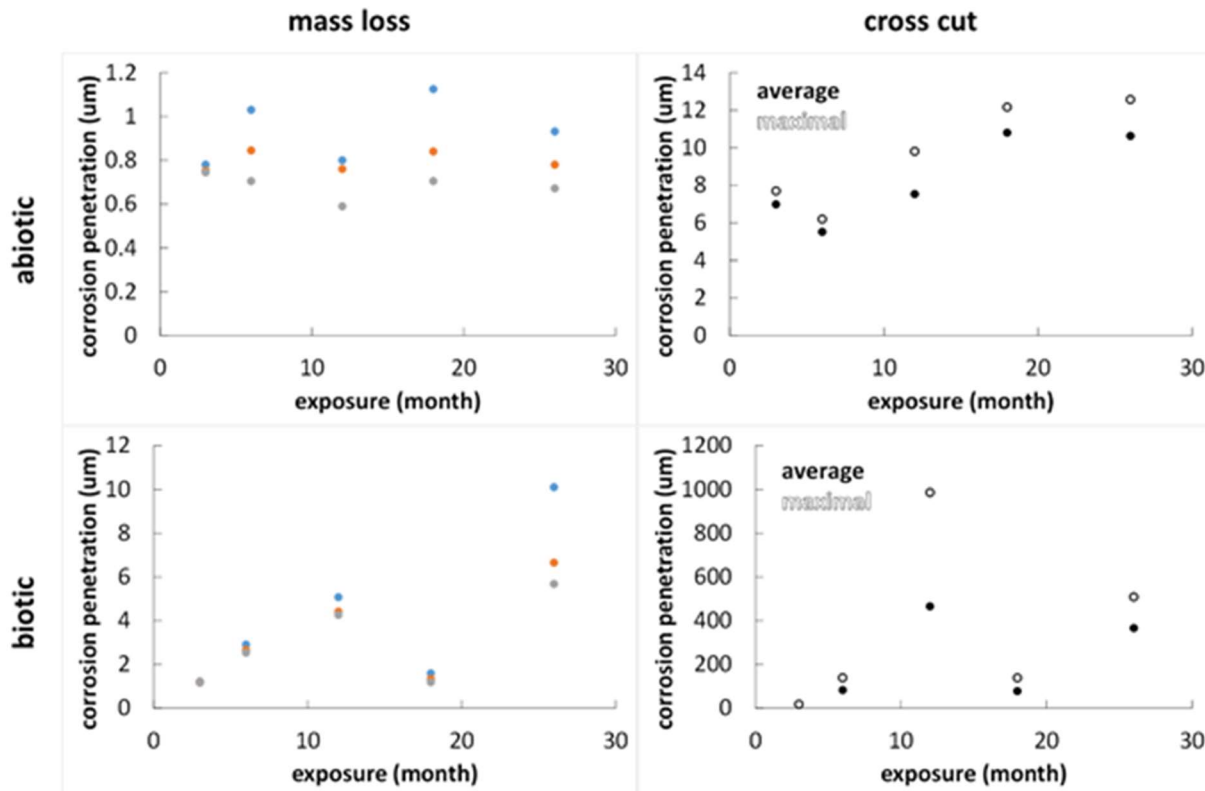 mass loss
cross cut
abiotic
corrosion penetration (um)
1.2
1
0.8
0.6
0.4
0.2
0
0
10
20
30
exposure (month)
corrosion penetration (um)
14
12
10
8
6
4
2
0
average
maximal
0
10
20
30
exposure (month)
biotic
corrosion penetration (um)
12
10
8
6
4
2
0
0
10
20
30
exposure (month)
corrosion penetration (um)
1200
1000
800
600
400
200
0
average
maximal
0
10
20
30
exposure (month)